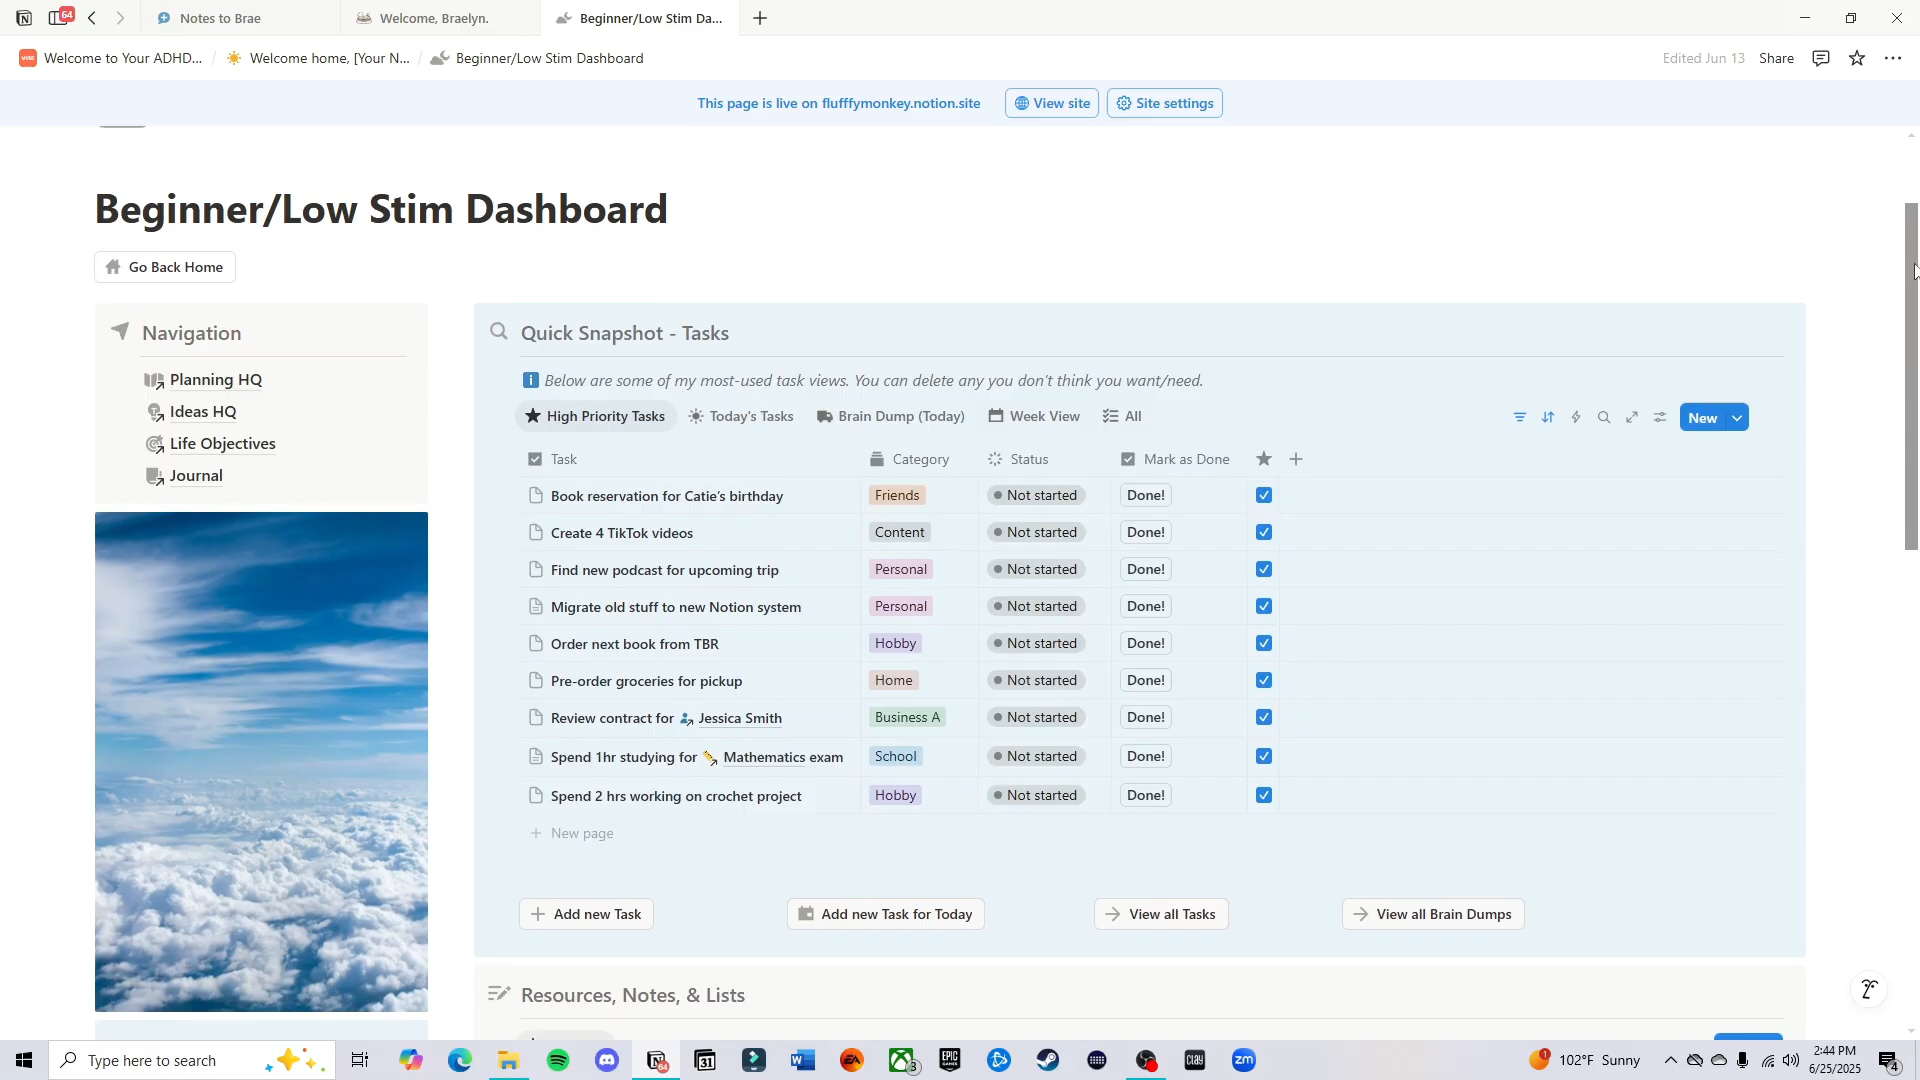 64
Notes to Brae
Welcome, Braelyn.
Beginner/Low Stim Da...
Welcome to Your ADHD...
/
Welcome home, [Your N...
/
Beginner/Low Stim Dashboard
Edited Jun 13
Share
This page is live on flufffymonkey.notion.site
View site
Site settings
Beginner/Low Stim Dashboard
Go Back Home
Navigation
Planning HQ
Ideas HQ
Life Objectives
Journal
Quick Snapshot - Tasks
Below are some of my most-used task views. You can delete any you don't think you want/need.
High Priority Tasks
Today's Tasks
Brain Dump (Today)
Week View
All
New
Task
Category
Status
Mark as Done
Book reservation for Catie's birthday
Friends
Not started
Done!
Create 4 TikTok videos
Content
Not started
Done!
Find new podcast for upcoming trip
Personal
Not started
Done!
Migrate old stuff to new Notion system
Personal
Not started
Done!
Order next book from TBR
Hobby
Not started
Done!
Pre-order groceries for pickup
Home
Not started
Done!
Review contract for Jessica Smith
Business A
Not started
Done!
Spend 1hr studying for Mathematics exam
School
Not started
Done!
Spend 2 hrs working on crochet project
Hobby
Not started
Done!
New page
Add new Task
Add new Task for Today
View all Tasks
View all Brain Dumps
Resources, Notes, & Lists
Type here to search
64
31
EA
3
EPIC
GAMES
CLAY
zm
1
102°F Sunny
2:44 PM
6/25/2025
4